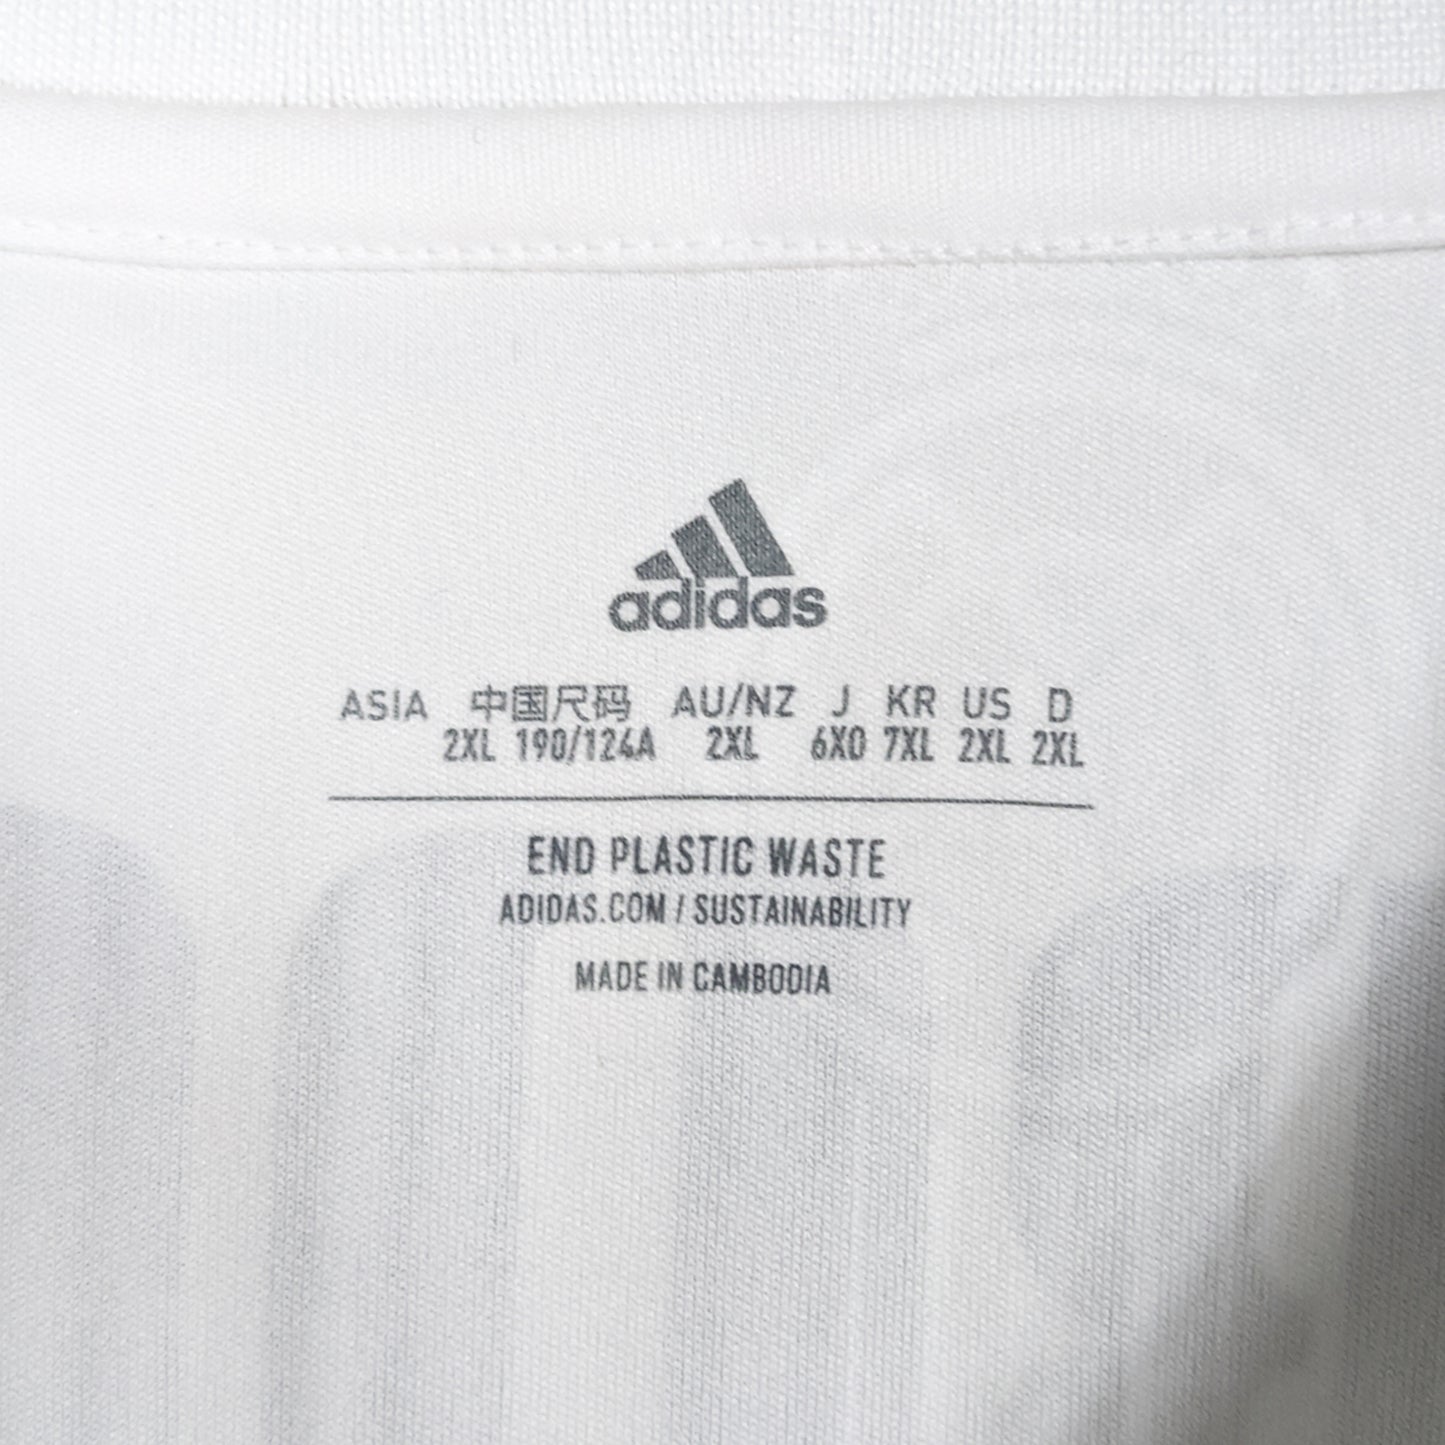 adidas
ASIA 中国尺码 AU/NZ J KR US D
2XL 190/124A 2XL 6XO 7XL 2XL 2XL
END PLASTIC WASTE
ADIDAS.COM / SUSTAINABILITY
MADE IN CAMBODIA